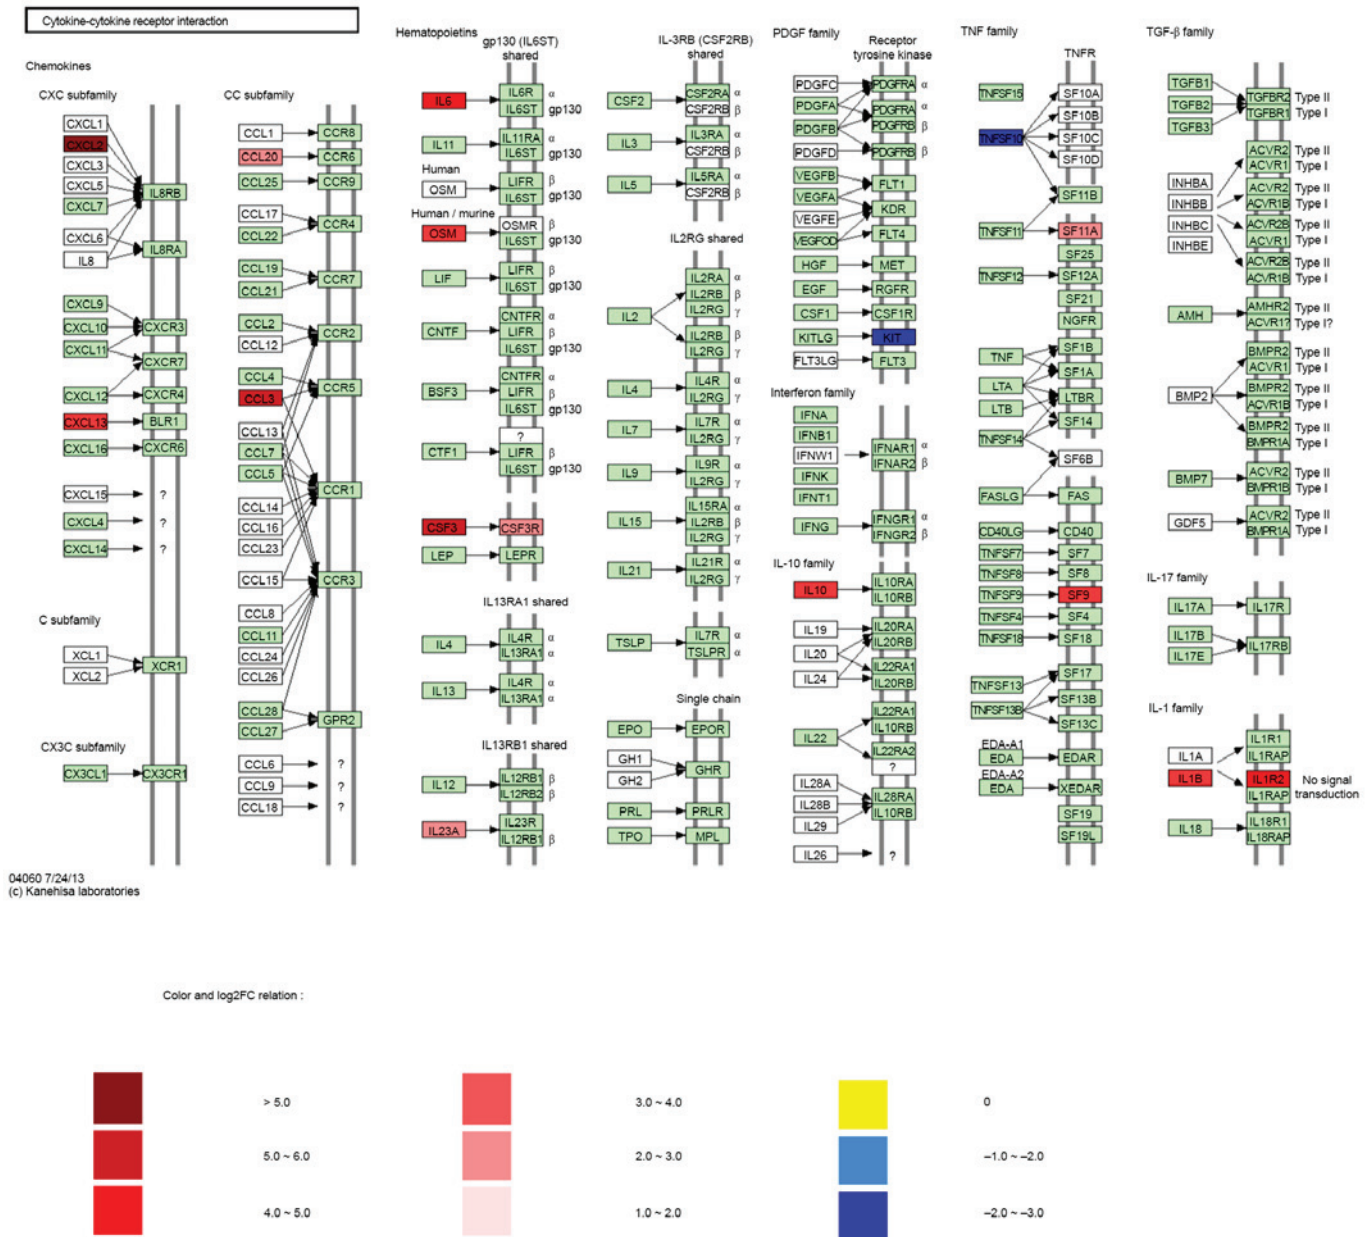 Cytokine-cytokine receptor interaction
Chemokines
CXC subfamily
CXCL1
CXCL2
CXCL3
CXCL5
CXCL7
IL8RB
CXCL6
IL8
IL8RA
CXCL9
CXCL10
CXCL11
CXCR3
CXCR7
CXCL12
CXCR4
CXCL13
BLR1
CXCL16
CXCR6
CXCL15
?
CXCL4
?
CXCL14
?
C subfamily
XCL1
XCL2
XCR1
CX3C subfamily
CX3CL1
CX3CR1
CC subfamily
CCL1
CCR8
CCL20
CCR6
CCL25
CCR9
CCL17
CCL22
CCR4
CCL19
CCL21
CCR7
CCL2
CCL12
CCR2
CCL4
CCL3
CCR5
CCL13
CCL7
CCL5
CCR1
CCL14
CCL16
CCL23
CCL15
CCR3
CCL8
CCL11
CCL24
CCL26
CCL28
CCL27
GPR2
CCL6
?
CCL9
?
CCL18
?
Hematopoietins
gp130 (IL6ST)
shared
IL6
IL6R α
IL6ST gp130
IL11
IL11RA α
IL6ST gp130
Human
OSM
LIFR β
IL6ST gp130
Human / murine
OSM
OSMR β
IL6ST gp130
LIF
LIFR β
IL6ST gp130
CNTF
CNTFR α
LIFR β
IL6ST gp130
BSF3
CNTFR α
LIFR β
IL6ST gp130
CTF1
?
LIFR β
IL6ST gp130
CSF3
CSF3R
LEP
LEPR
IL13RA1 shared
IL4
IL4R α
IL13RA1 α
IL13
IL4R α
IL13RA1 α
IL13RB1 shared
IL12
IL12RB1 β
IL12RB2 β
IL23A
IL23R
IL12RB1 β
IL-3RB (CSF2RB)
shared
CSF2
CSF2RA α
CSF2RB β
IL3
IL3RA α
CSF2RB β
IL5
IL5RA α
CSF2RB β
IL2RG shared
IL2
IL2RA α
IL2RB β
IL2RG γ
IL2RB β
IL2RG γ
IL4
IL4R α
IL2RG γ
IL7
IL7R α
IL2RG γ
IL9
IL9R α
IL2RG γ
IL15
IL15RA α
IL2RB β
IL2RG γ
IL21
IL21R α
IL2RG γ
TSLP
IL7R α
TSLPR α
Single chain
EPO
EPOR
GH1
GH2
GHR
PRL
PRLR
TPO
MPL
PDGF family
Receptor
tyrosine kinase
PDGFC
PDGFA
PDGFB
PDGFD
PDGFRA α
PDGFRA α
PDGFRB β
PDGFRB β
VEGFB
VEGFA
VEGFE
VEGFOD
FLT1
KDR
FLT4
HGF
MET
EGF
RGFR
CSF1
CSF1R
KITLG
KIT
FLT3LG
FLT3
Interferon family
IFNA
IFNB1
IFNW1
IFNK
IFNT1
IFNAR1 α
IFNAR2 β
IFNG
IFNGR1 α
IFNGR2 β
IL-10 family
IL10
IL10RA
IL10RB
IL19
IL20
IL24
IL20RA
IL20RB
IL22RA1
IL20RB
IL22
IL22RA1
IL10RB
IL22RA2
?
IL28A
IL28B
IL29
IL28RA
IL10RB
IL26
?
TNF family
TNFR
TNFSF15
TNFSF10
SF10A
SF10B
SF10C
SF10D
SF11B
TNFSF11
SF11A
SF25
TNFSF12
SF12A
SF21
NGFR
TNF
LTA
LTB
TNFSF14
SF1B
SF1A
LTBR
SF14
SF6B
FASLG
FAS
CD40LG
CD40
TNFSF7
SF7
TNFSF8
SF8
TNFSF9
SF9
TNFSF4
SF4
TNFSF18
SF18
TNFSF13
TNFSF13B
SF17
SF13B
SF13C
EDA-A1
EDA
EDAR
EDA-A2
EDA
XEDAR
SF19
SF19L
TGF-β family
TGFB1
TGFB2
TGFB3
TGFBR2 Type II
TGFBR1 Type I
INHBA
INHBB
INHBC
INHBE
ACVR2 Type II
ACVR1 Type I
ACVR2 Type II
ACVR1B Type I
ACVR2B Type II
ACVR1 Type I
ACVR2B Type II
ACVR1B Type I
AMH
AMHR2 Type II
ACVR1? Type I?
BMP2
BMPR2 Type II
ACVR1 Type I
BMPR2 Type II
ACVR1B Type I
BMPR2 Type II
BMPR1A Type I
BMP7
ACVR2 Type II
BMPR1B Type I
GDF5
ACVR2 Type II
BMPR1A Type I
IL-17 family
IL17A
IL17R
IL17B
IL17E
IL17RB
IL-1 family
IL1A
IL1B
IL1R1
IL1RAP
IL1R2
IL1RAP
No signal
transduction
IL18
IL18R1
IL18RAP
04060 7/24/13
(c) Kanehisa laboratories
Color and log2FC relation :
> 5.0
3.0 ~ 4.0
0
5.0 ~ 6.0
2.0 ~ 3.0
–1.0 ~ –2.0
4.0 ~ 5.0
1.0 ~ 2.0
–2.0 ~ –3.0